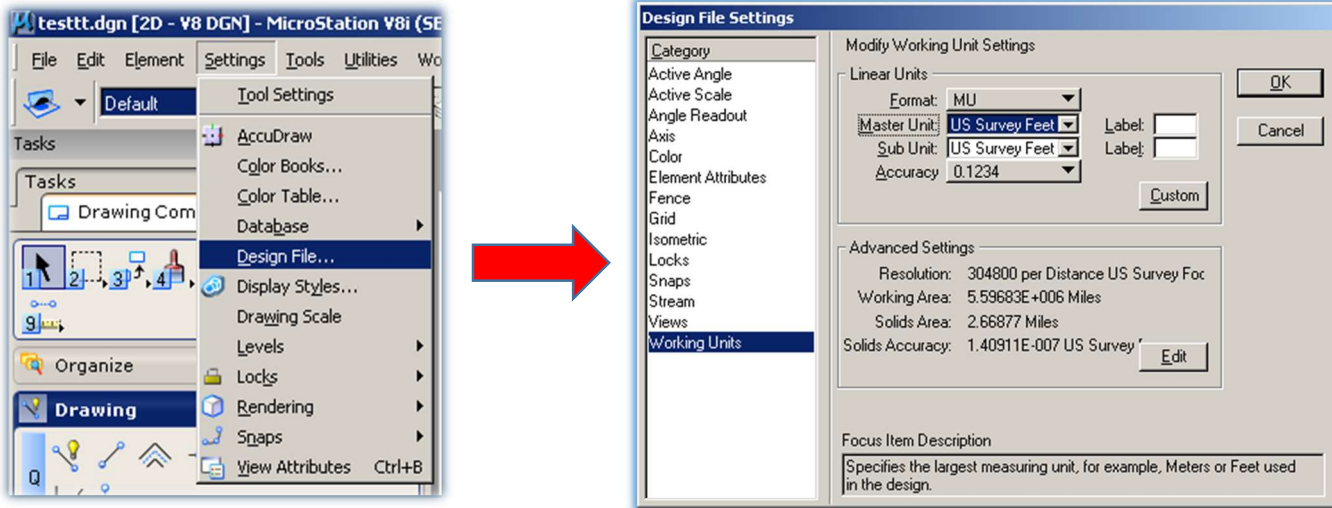 testtt.dgn [2D - V8 DGN] - MicroStation V8i (SE
File Edit Element Settings Tools Utilities Wo
Default
Tool Settings
AccuDraw
Color Books...
Color Table...
Database
Design File...
Display Styles...
Drawing Scale
Levels
Locks
Rendering
Snaps
View Attributes Ctrl+B
Tasks
Tasks
Drawing Com
1 2 3 4
9
Organize
Drawing
Q
Design File Settings
Category
Active Angle
Active Scale
Angle Readout
Axis
Color
Element Attributes
Fence
Grid
Isometric
Locks
Snaps
Stream
Views
Working Units
Modify Working Unit Settings
Linear Units
Format: MU
Master Unit: US Survey Feet Label:
Sub Unit: US Survey Feet Label:
Accuracy 0.1234
Custom
Advanced Settings
Resolution: 304800 per Distance US Survey Foo
Working Area: 5.59683E+006 Miles
Solids Area: 2.66877 Miles
Solids Accuracy: 1.40911E-007 US Survey
Edit
Focus Item Description
Specifies the largest measuring unit, for example, Meters or Feet used
in the design.
OK
Cancel